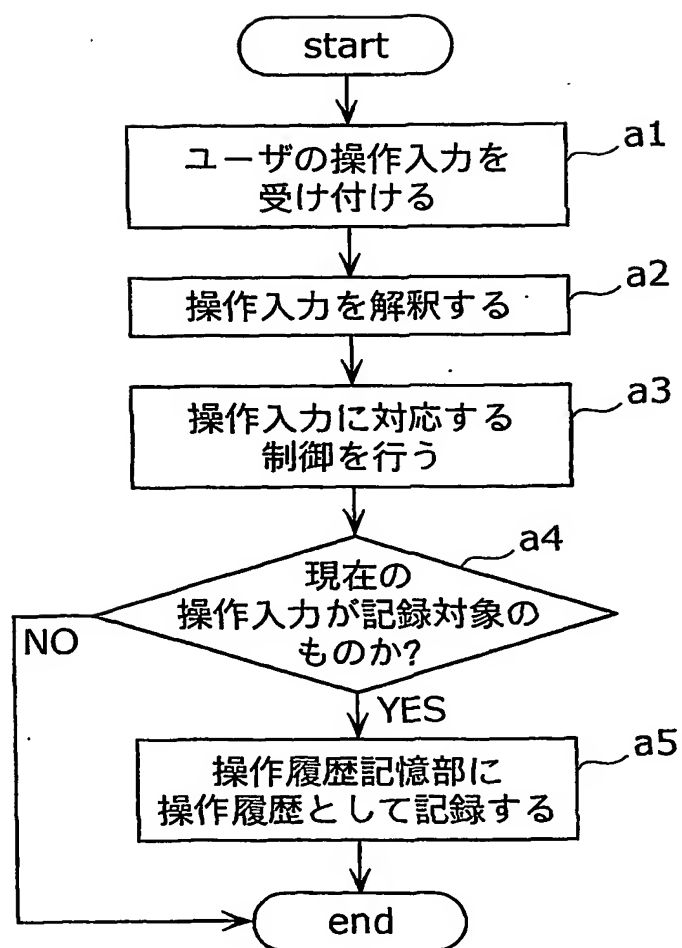 start
ユーザの操作入力を
受け付ける
a1
操作入力を解釈する
a2
操作入力に対応する
制御を行う
a3
現在の
操作入力が記録対象の
ものか?
a4
NO
YES
操作履歴記憶部に
操作履歴として記録する
a5
end